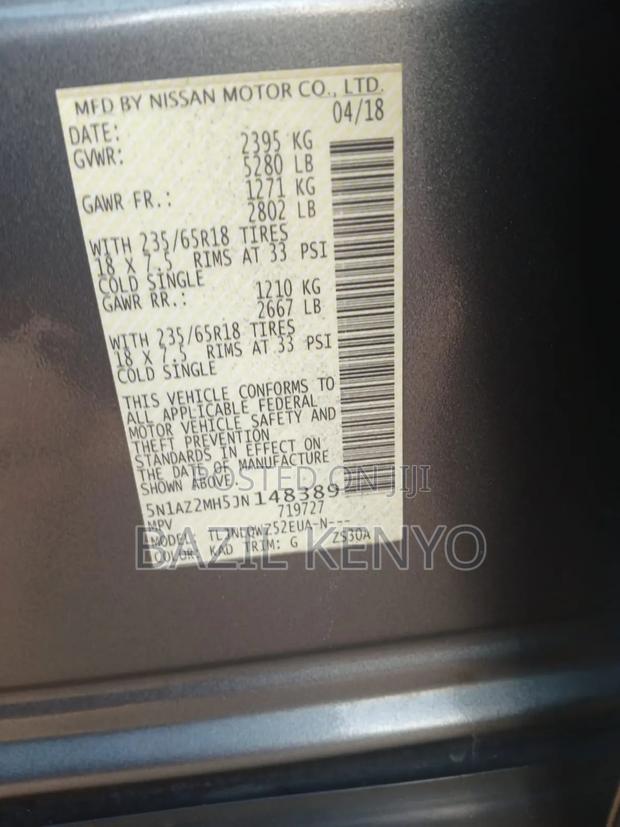 MFD BY NISSAN MOTOR CO., LTD.
DATE: 04/18
GVWR: 2395 KG
5280 LB
GAWR FR.: 1271 KG
2802 LB
WITH 235/65R18 TIRES
18 X 7.5 RIMS AT 33 PSI
COLD SINGLE
GAWR RR.: 1210 KG
2667 LB
WITH 235/65R18 TIRES
18 X 7.5 RIMS AT 33 PSI
COLD SINGLE
THIS VEHICLE CONFORMS TO
ALL APPLICABLE FEDERAL
MOTOR VEHICLE SAFETY AND
THEFT PREVENTION
STANDARDS IN EFFECT ON
THE DATE OF MANUFACTURE
SHOWN ABOVE.
POSTED ON JIJI
5N1AZ2MH5JN148389
MPV 719727
MODEL:
BAZIL KENYO
COLOR: KAD TRIM: G ZS30A